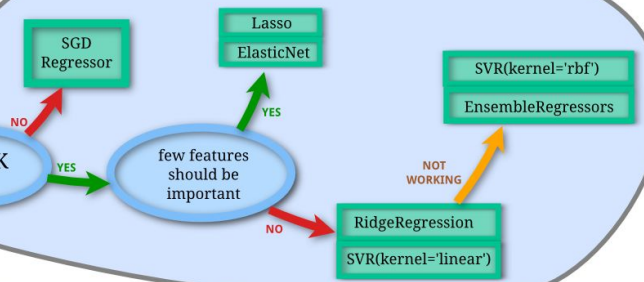 Lasso
ElasticNet
SGD
Regressor
NO
YES
SVR(kernel='rbf')
EnsembleRegressors
K
YES
few features
should be
important
NOT
WORKING
NO
RidgeRegression
SVR(kernel='linear')